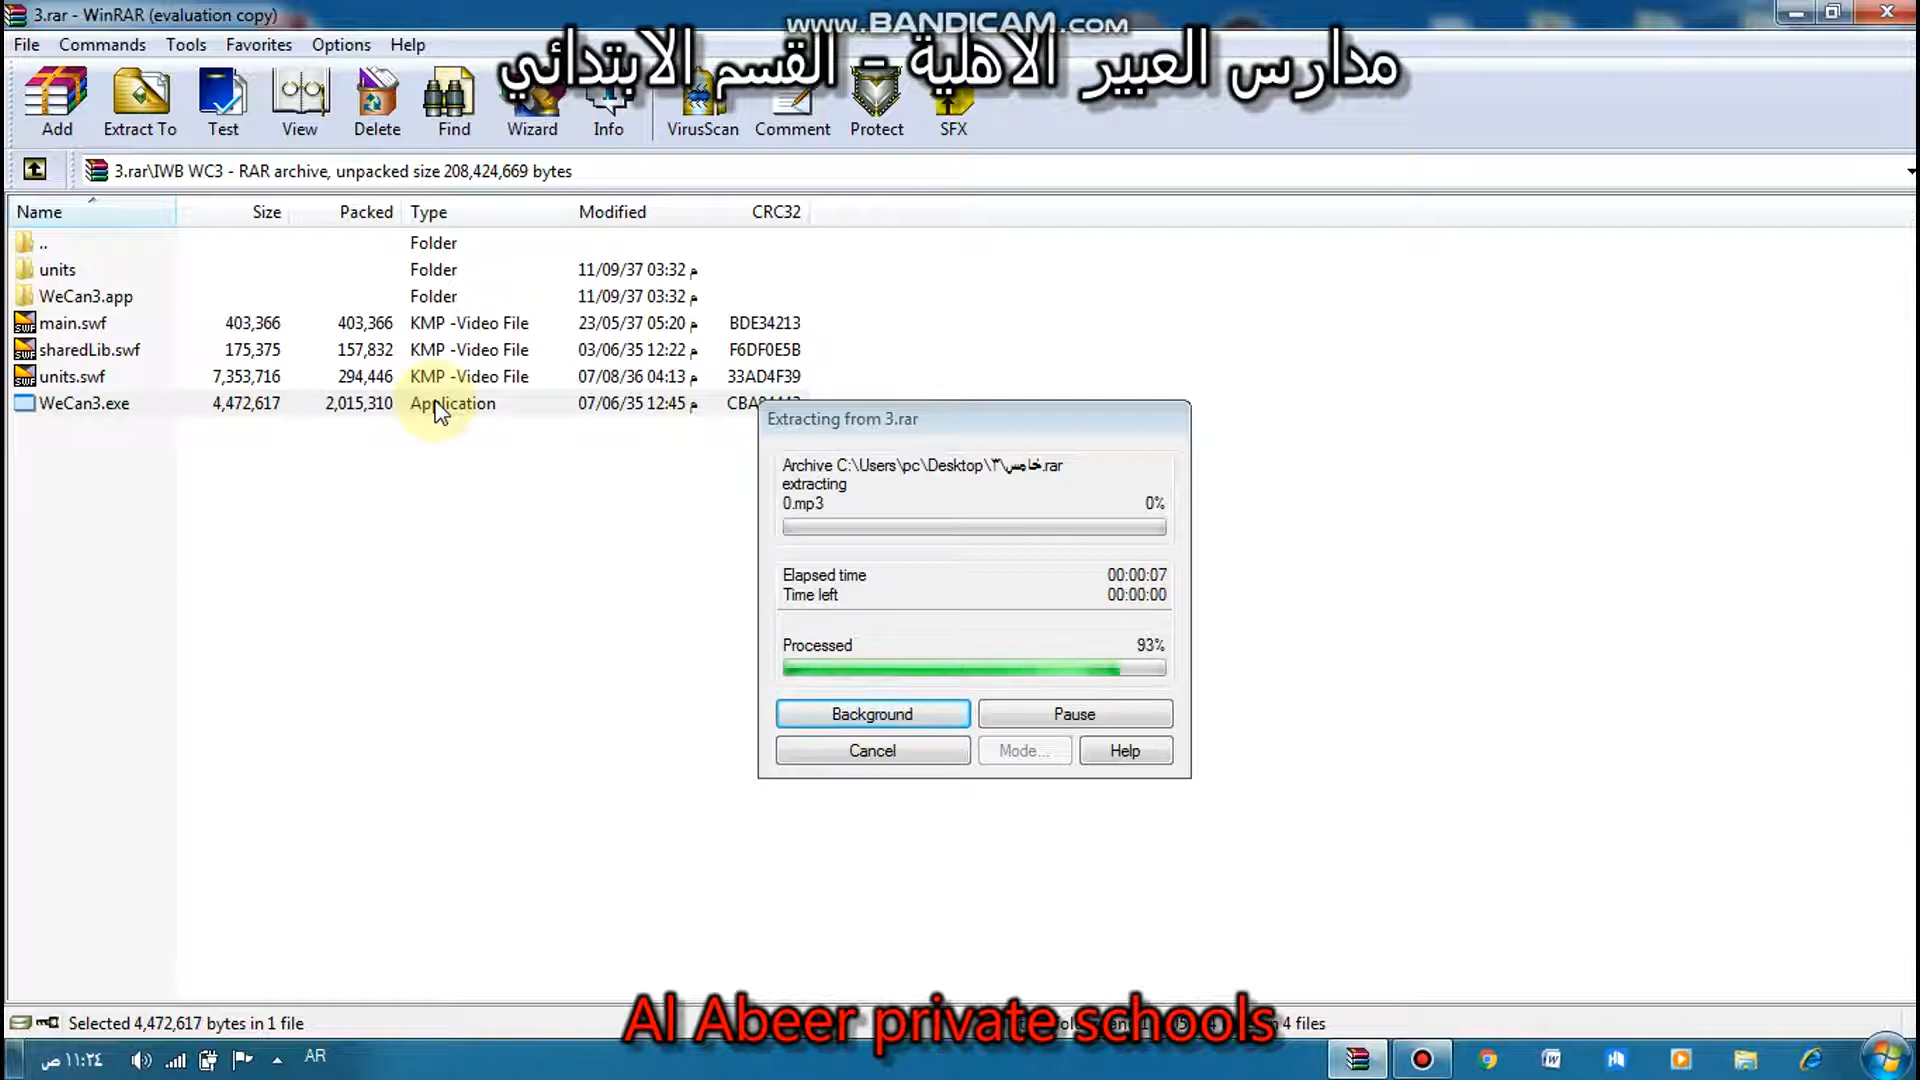 3.rar - WinRAR (evaluation copy)
www.BANDICAM.com
File Commands Tools Favorites Options Help
مدارس العبير الاهلية - القسم الابتدائي
Add Extract To Test View Delete Find Wizard Info VirusScan Comment Protect SFX
3.rar\IWB WC3 - RAR archive, unpacked size 208,424,669 bytes
Name Size Packed Type Modified CRC32
.. Folder
units Folder 11/09/37 03:32 م
WeCan3.app Folder 11/09/37 03:32 م
main.swf 403,366 403,366 KMP -Video File 23/05/37 05:20 م BDE34213
sharedLib.swf 175,375 157,832 KMP -Video File 03/06/35 12:22 م F6DF0E5B
units.swf 7,353,716 294,446 KMP -Video File 07/08/36 04:13 م 33AD4F39
WeCan3.exe 4,472,617 2,015,310 Application 07/06/35 12:45 م
Extracting from 3.rar
Archive C:\Users\pc\Desktop\خامس\٣.rar
extracting
0.mp3 0%
Elapsed time 00:00:07
Time left 00:00:00
Processed 93%
Background Pause
Cancel Mode... Help
Selected 4,472,617 bytes in 1 file
Al Abeer private schools
4 files
١١:٢٤ ص
AR